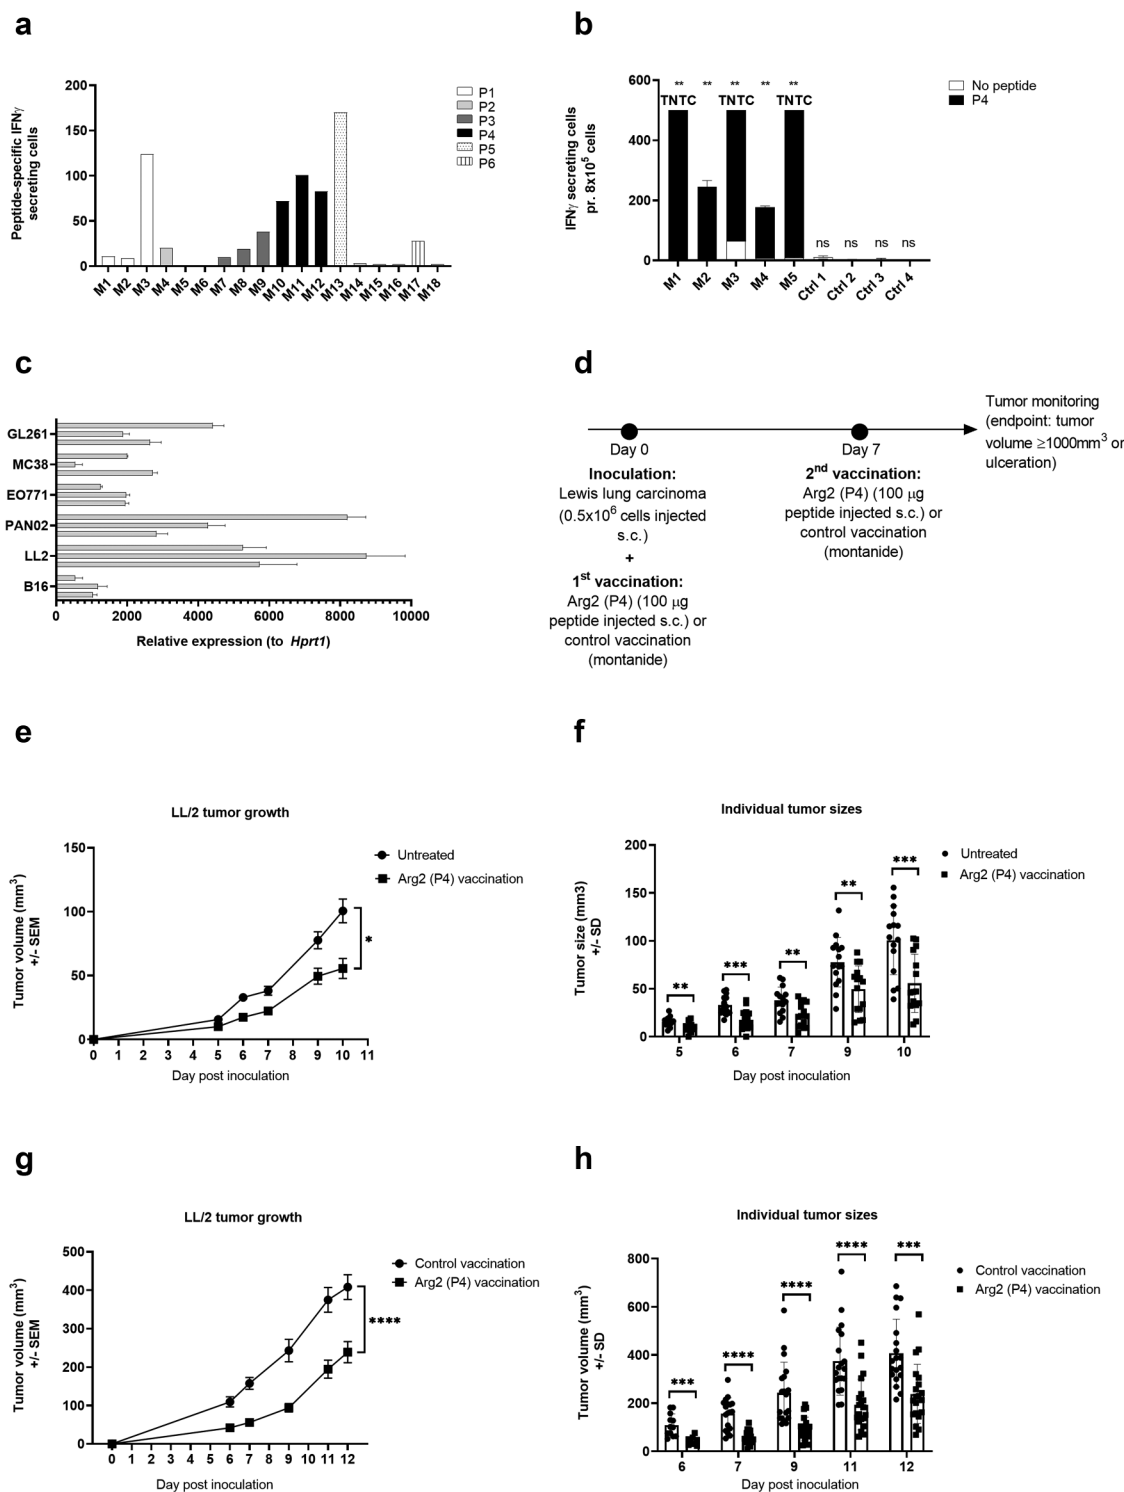 a
200
150
100
50
0
Peptide-specific IFNγ
secreting cells
M1 M2 M3 M4 M5 M6 M7 M8 M9 M10 M11 M12 M13 M14 M15 M16 M17 M18
P1
P2
P3
P4
P5
P6
b
600
400
200
0
IFNγ secreting cells
pr. 8x10⁵ cells
** ** ** ** **
TNTC TNTC TNTC
ns ns ns ns
M1 M2 M3 M4 M5 Ctrl 1 Ctrl 2 Ctrl 3 Ctrl 4
No peptide
P4
c
GL261
MC38
EO771
PAN02
LL2
B16
0 2000 4000 6000 8000 10000
Relative expression (to Hprt1)
d
Day 0
Inoculation:
Lewis lung carcinoma
(0.5x10⁶ cells injected
s.c.)
+
1st vaccination:
Arg2 (P4) (100 μg
peptide injected s.c.) or
control vaccination
(montanide)
Day 7
2nd vaccination:
Arg2 (P4) (100 μg
peptide injected s.c.) or
control vaccination
(montanide)
Tumor monitoring
(endpoint: tumor
volume ≥1000mm³ or
ulceration)
e
LL/2 tumor growth
150
100
50
0
Tumor volume (mm³)
+/- SEM
0 1 2 3 4 5 6 7 8 9 10 11
Day post inoculation
Untreated
Arg2 (P4) vaccination
*
f
Individual tumor sizes
200
150
100
50
0
Tumor size (mm3)
+/- SD
** *** ** ** ***
5 6 7 9 10
Day post inoculation
Untreated
Arg2 (P4) vaccination
g
LL/2 tumor growth
500
400
300
200
100
0
Tumor volume (mm³)
+/- SEM
0 1 2 3 4 5 6 7 8 9 10 11 12
Day post inoculation
Control vaccination
Arg2 (P4) vaccination
****
h
Individual tumor sizes
800
600
400
200
0
Tumor volume (mm³)
+/- SD
*** **** **** **** ***
6 7 9 11 12
Day post inoculation
Control vaccination
Arg2 (P4) vaccination